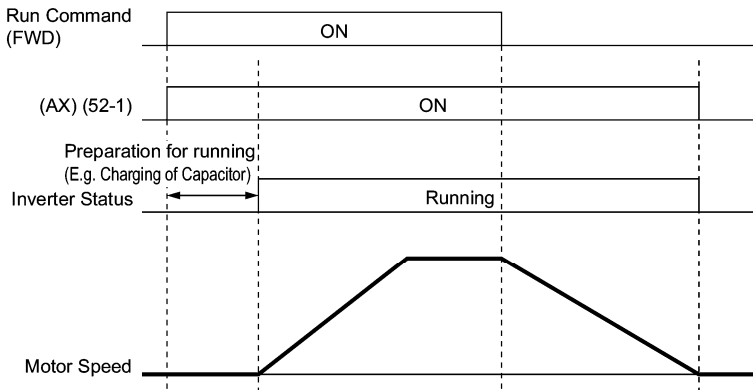 Run Command
(FWD)
ON
(AX) (52-1)
ON
Preparation for running
(E.g. Charging of Capacitor)
Inverter Status
Running
Motor Speed